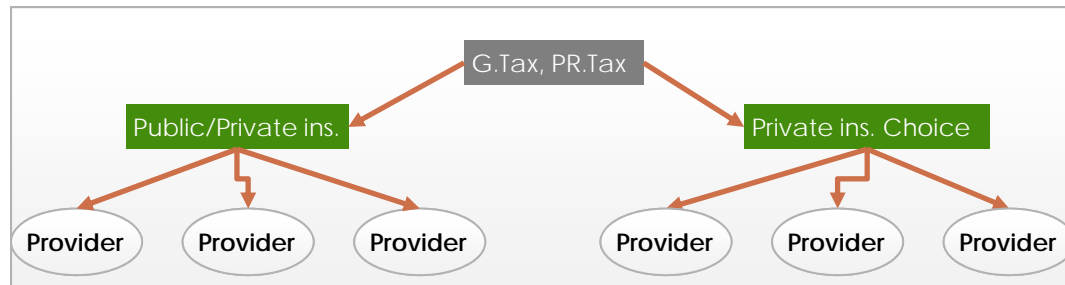 G.Tax, PR.Tax
Public/Private ins.
Private ins. Choice
Provider
Provider
Provider
Provider
Provider
Provider